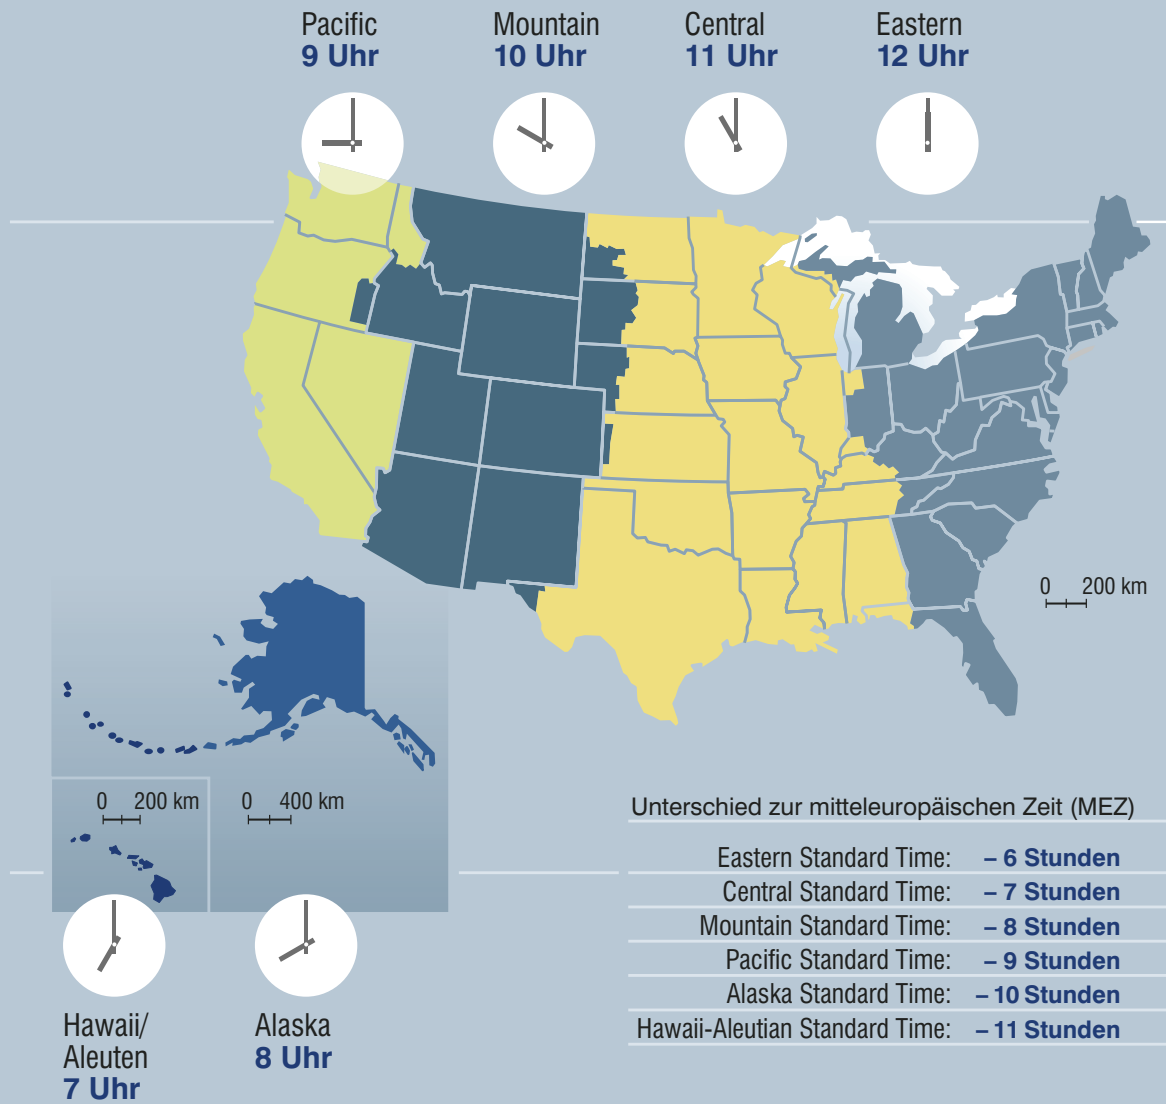 Pacific
9 Uhr
Mountain
10 Uhr
Central
11 Uhr
Eastern
12 Uhr
0 200 km
0 200 km
0 400 km
Unterschied zur mitteleuropäischen Zeit (MEZ)
Eastern Standard Time: – 6 Stunden
Central Standard Time: – 7 Stunden
Mountain Standard Time: – 8 Stunden
Pacific Standard Time: – 9 Stunden
Alaska Standard Time: – 10 Stunden
Hawaii-Aleutian Standard Time: – 11 Stunden
Hawaii/
Aleuten
7 Uhr
Alaska
8 Uhr